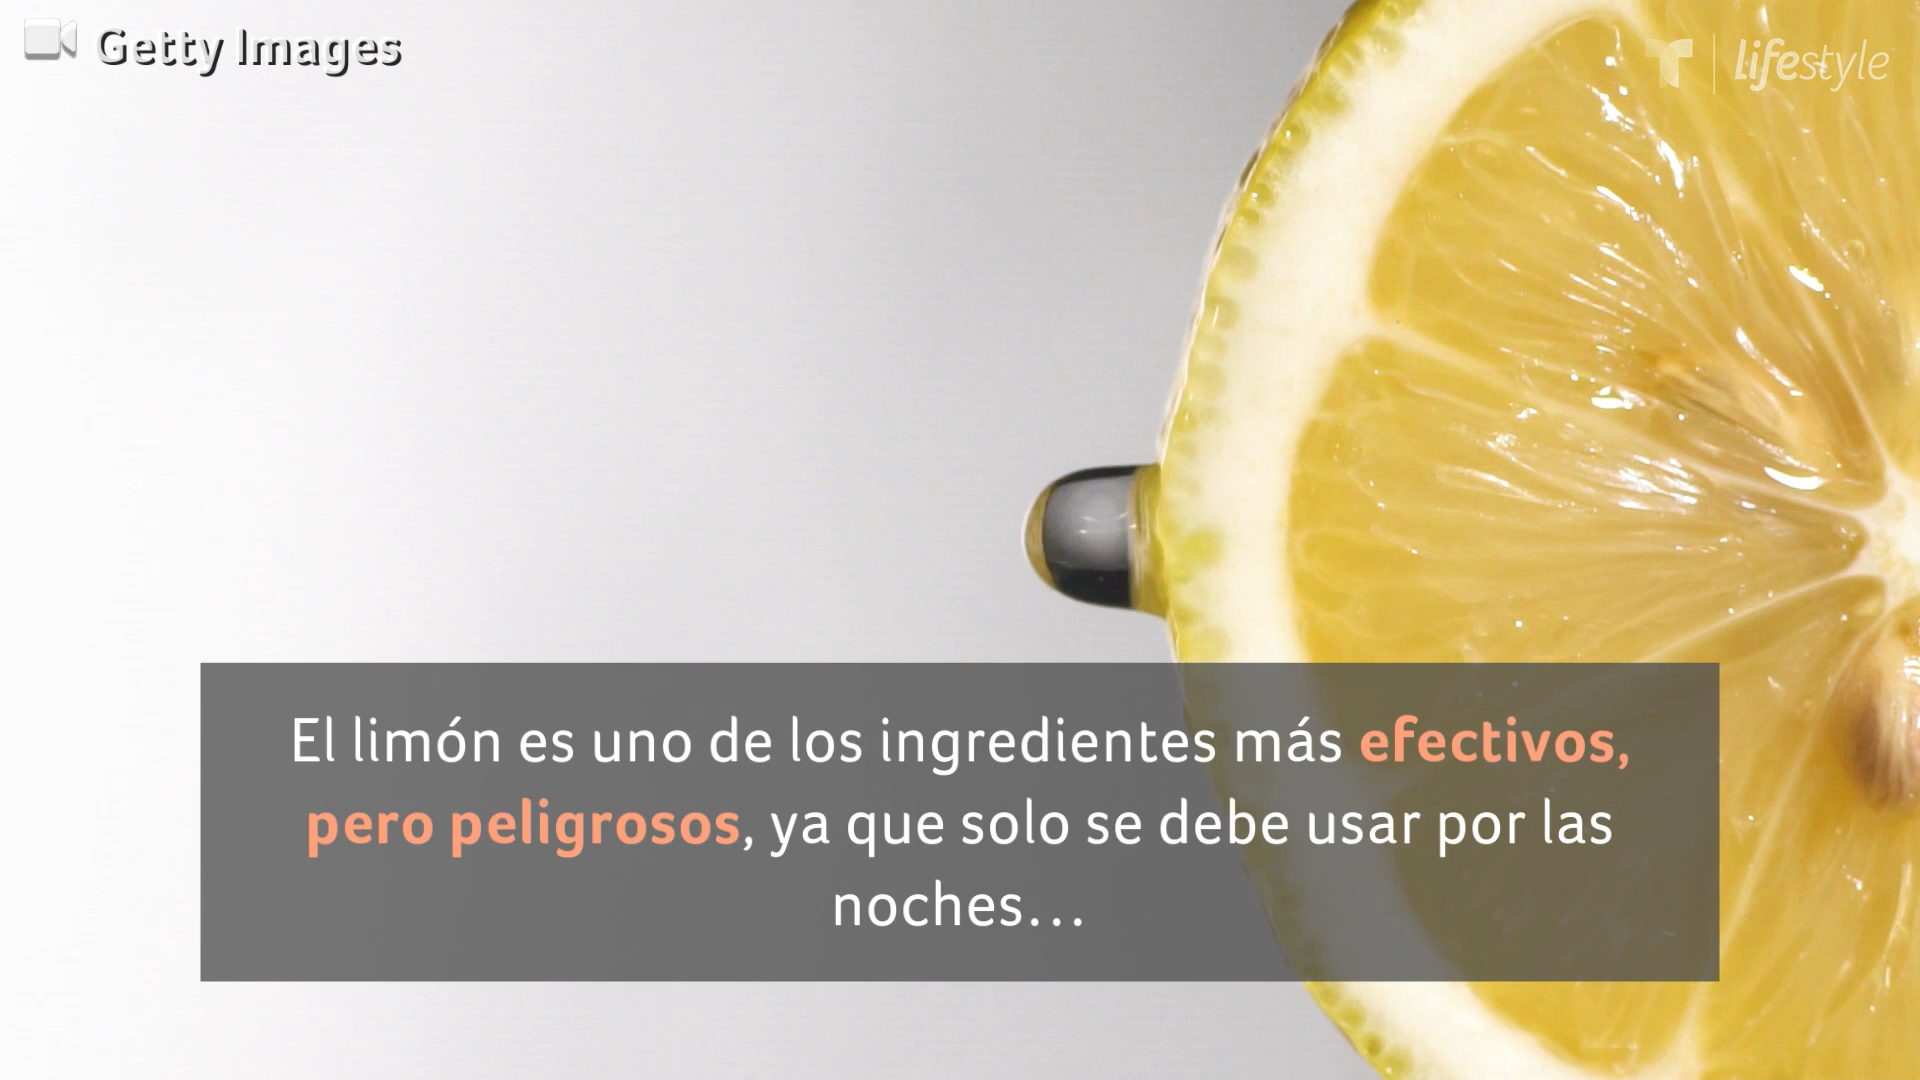 Getty Images
lifestyle
El limón es uno de los ingredientes más efectivos,
pero peligrosos, ya que solo se debe usar por las
noches...